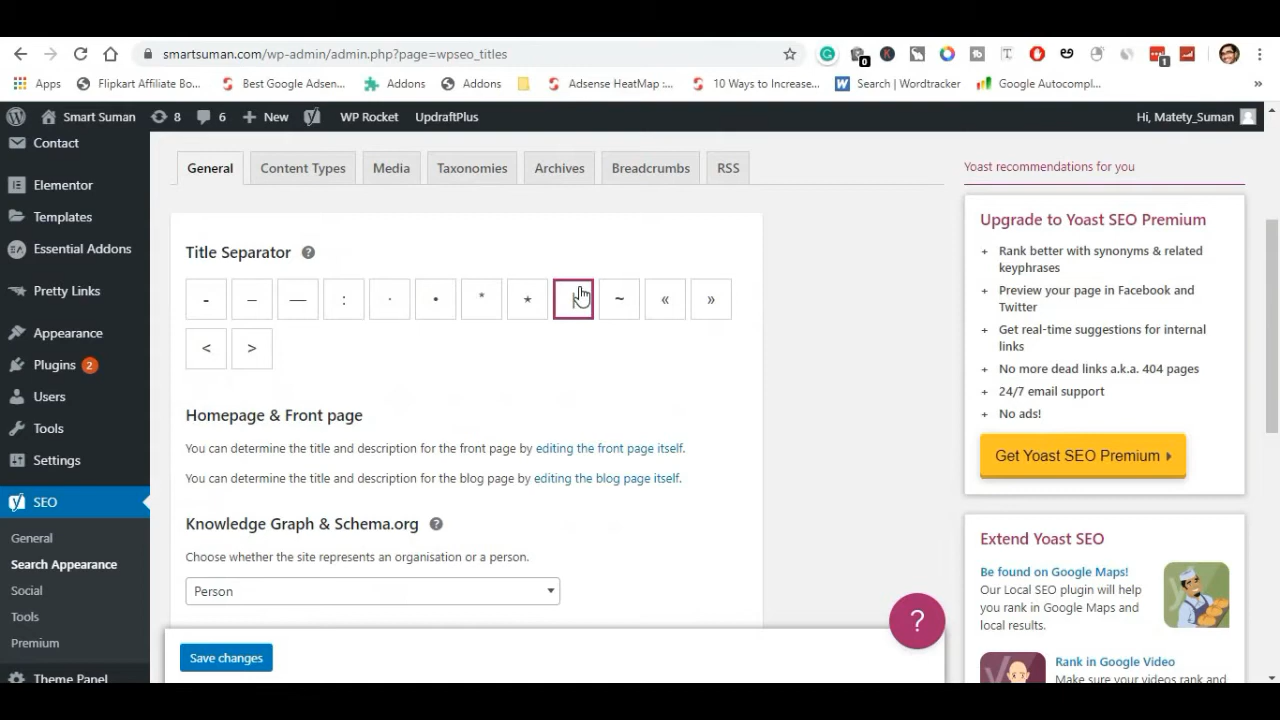 smartsuman.com/wp-admin/admin.php?page=wpseo_titles
0
1
Apps
Flipkart Affiliate Bo...
Best Google Adsen...
Addons
Addons
Adsense HeatMap :...
10 Ways to Increase...
Search | Wordtracker
Google Autocompl...
»
Smart Suman
8
6
New
WP Rocket
UpdraftPlus
Hi, Matety_Suman
Contact
Elementor
Templates
Essential Addons
Pretty Links
Appearance
Plugins 2
Users
Tools
Settings
SEO
General
Search Appearance
Social
Tools
Premium
Theme Panel
General
Content Types
Media
Taxonomies
Archives
Breadcrumbs
RSS
Title Separator ?
- – — : · • * ⋆ ~ « »
< >
Homepage & Front page
You can determine the title and description for the front page by editing the front page itself.
You can determine the title and description for the blog page by editing the blog page itself.
Knowledge Graph & Schema.org ?
Choose whether the site represents an organisation or a person.
Person
Save changes
?
Yoast recommendations for you
Upgrade to Yoast SEO Premium
+ Rank better with synonyms & related
keyphrases
+ Preview your page in Facebook and
Twitter
+ Get real-time suggestions for internal
links
+ No more dead links a.k.a. 404 pages
+ 24/7 email support
+ No ads!
Get Yoast SEO Premium
Extend Yoast SEO
Be found on Google Maps!
Our Local SEO plugin will help
you rank in Google Maps and
local results.
Rank in Google Video
Make sure your videos rank and